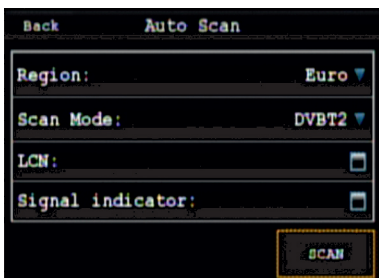 Back Auto Scan
Region: Euro
Scan Mode: DVBT2
LCN:
Signal indicator:
SCAN